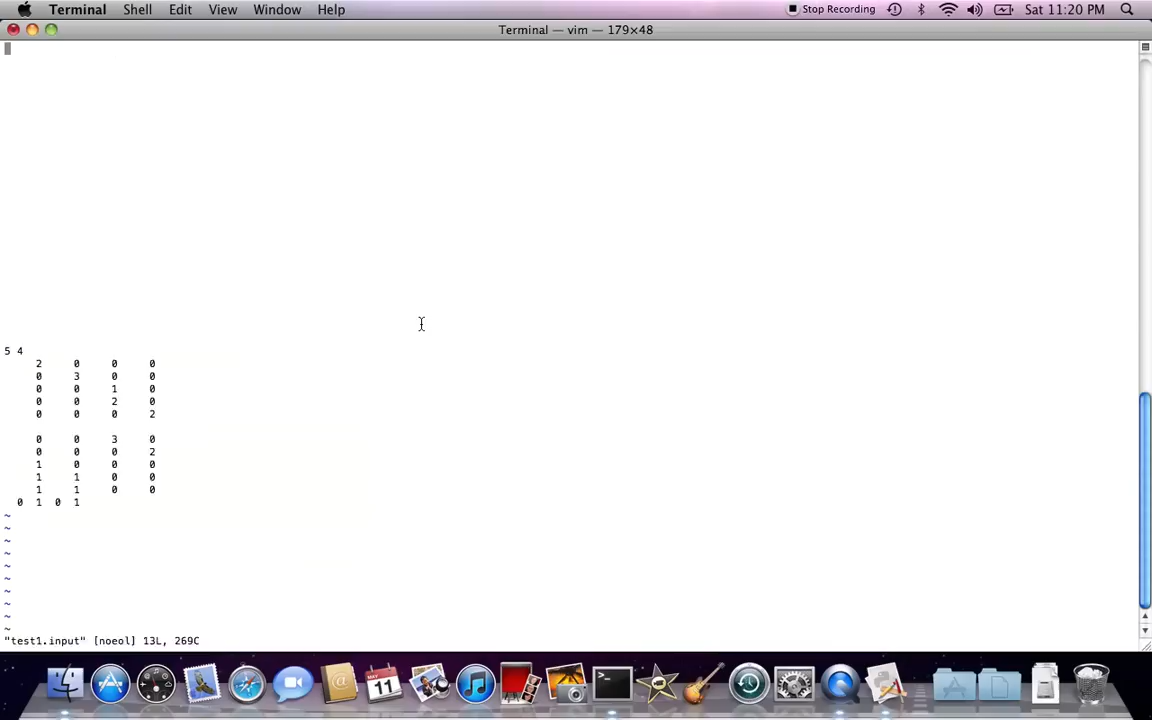 Terminal Shell Edit View Window Help Stop Recording Sat 11:20 PM
Terminal — vim — 179×48
5 4
2 0 0 0
0 3 0 0
0 0 1 0
0 0 2 0
0 0 0 2
0 0 3 0
0 0 0 2
1 0 0 0
1 1 0 0
1 1 0 0
0 1 0 1
~
~
~
~
~
~
~
~
~
~
"test1.input" [noeol] 13L, 269C
MAY
11